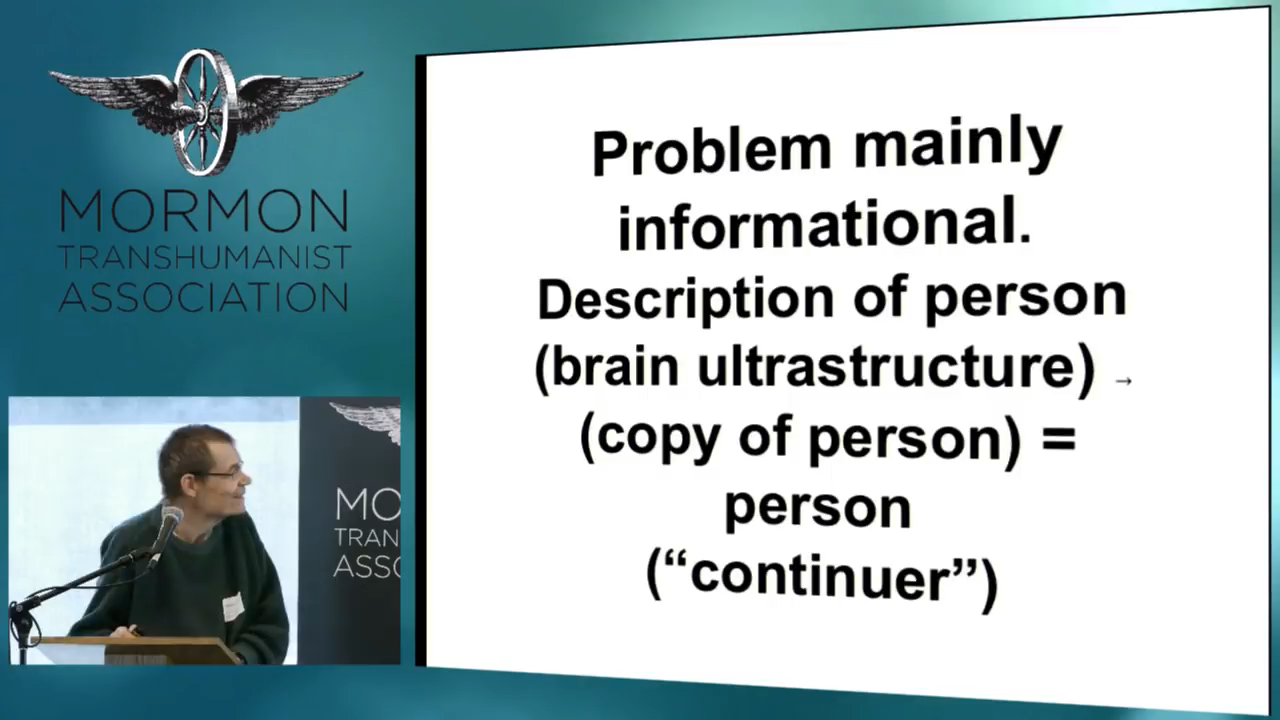 MORMON
TRANSHUMANIST
ASSOCIATION
Problem mainly
informational.
Description of person
(brain ultrastructure) →
(copy of person) =
person
(“continuer”)
MO
TRAN
ASSO